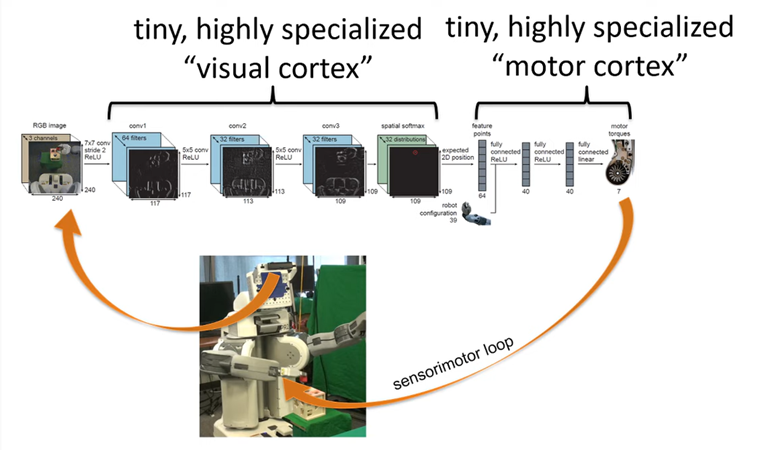 tiny, highly specialized
“visual cortex”
tiny, highly specialized
“motor cortex”
RGB image
3 channels
240
240
7x7 conv
stride 2
ReLU
conv1
64 filters
117
117
5x5 conv
ReLU
conv2
32 filters
113
113
5x5 conv
ReLU
conv3
32 filters
109
109
spatial softmax
32 distributions
109
109
expected
2D position
feature
points
64
robot
configuration
39
fully
connected
ReLU
40
fully
connected
ReLU
40
fully
connected
linear
motor
torques
7
sensorimotor loop